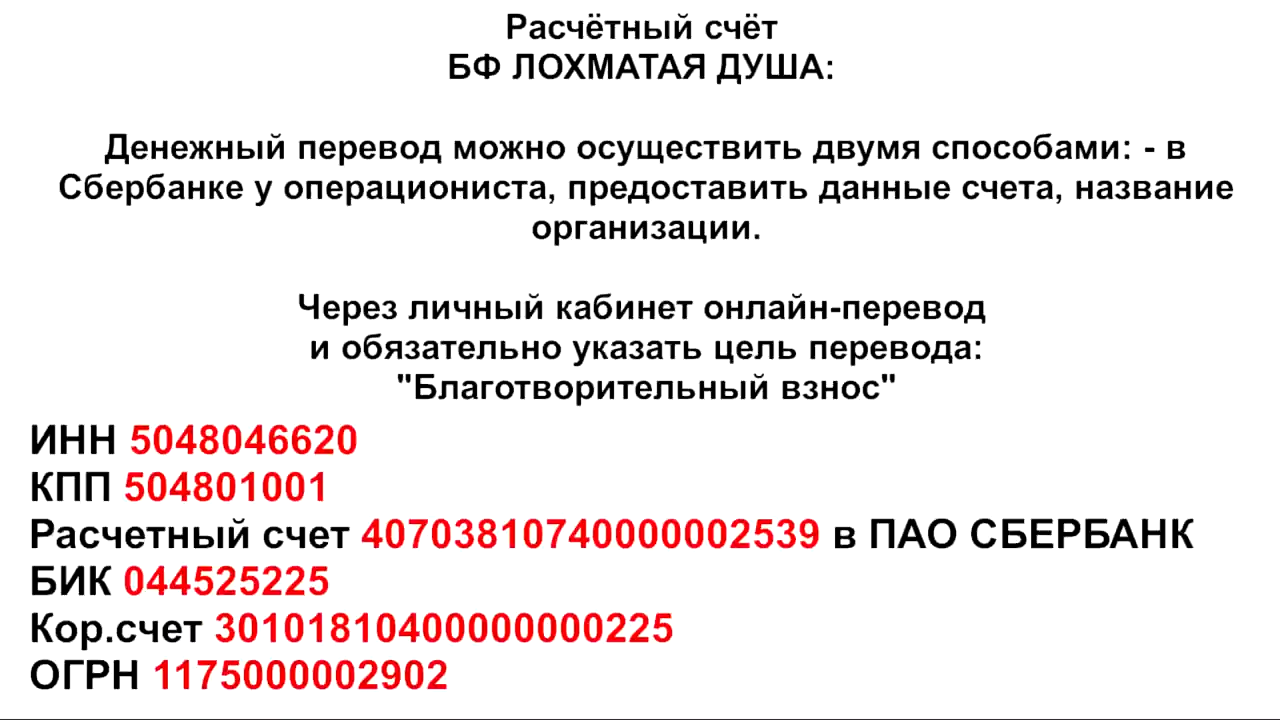 Расчётный счёт
БФ ЛОХМАТАЯ ДУША:
Денежный перевод можно осуществить двумя способами: - в
Сбербанке у операциониста, предоставить данные счета, название
организации.
Через личный кабинет онлайн-перевод
и обязательно указать цель перевода:
"Благотворительный взнос"
ИНН 5048046620
КПП 504801001
Расчетный счет 40703810740000002539 в ПАО СБЕРБАНК
БИК 044525225
Кор.счет 30101810400000000225
ОГРН 1175000002902